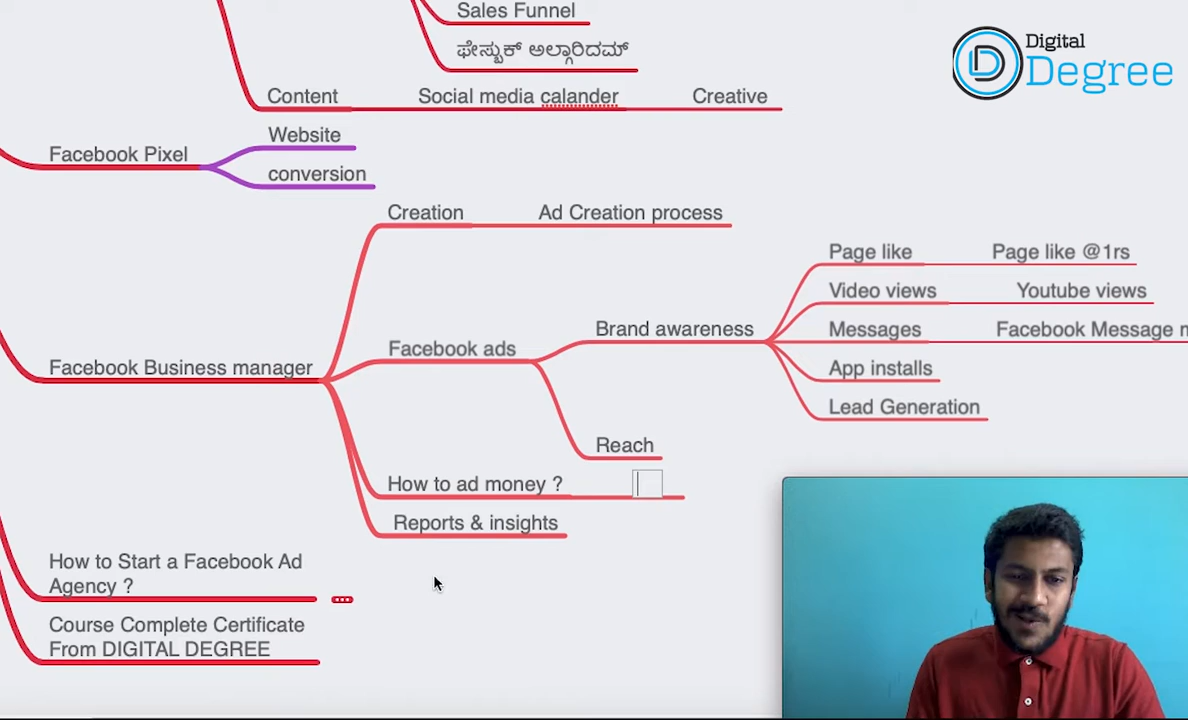 Sales Funnel
ಫೇಸ್ಬುಕ್ ಅಲ್ಗಾರಿದಮ್
Digital
Degree
Content
Social media calander
Creative
Facebook Pixel
Website
conversion
Creation
Ad Creation process
Page like
Page like @1rs
Video views
Youtube views
Brand awareness
Messages
Facebook Message
Facebook ads
Facebook Business manager
App installs
Lead Generation
Reach
How to ad money ?
Reports & insights
How to Start a Facebook Ad
Agency ?
Course Complete Certificate
From DIGITAL DEGREE